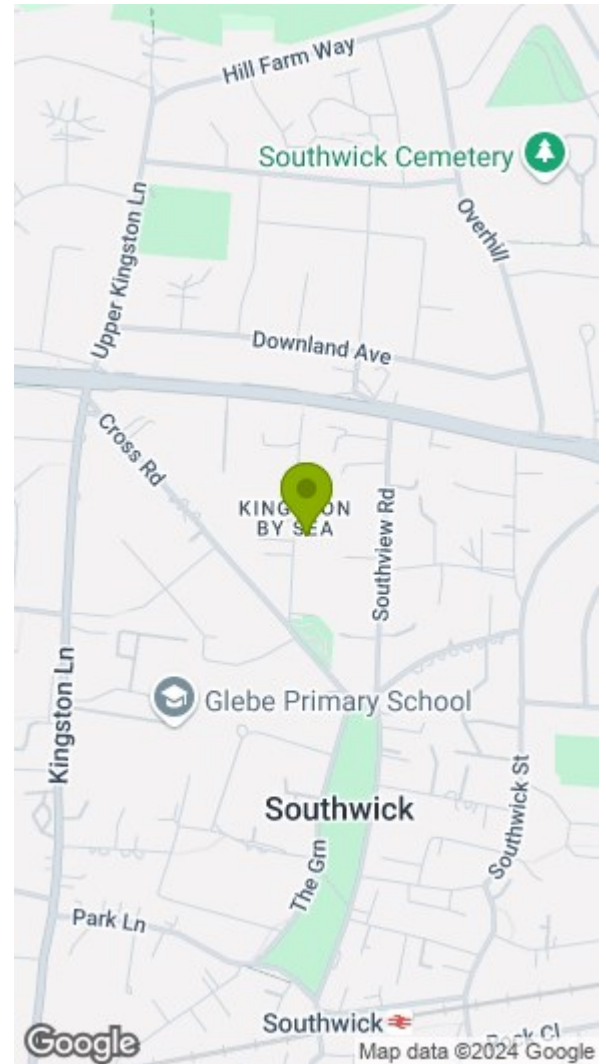 Hill Farm Way
Southwick Cemetery
Upper Kingston Ln
Overhill
Downland Ave
Cross Rd
KINGSTON
BY SEA
Southview Rd
Kingston Ln
Glebe Primary School
Southwick
Southwick St
The Grn
Park Ln
Southwick
Google
Map data ©2024 Google